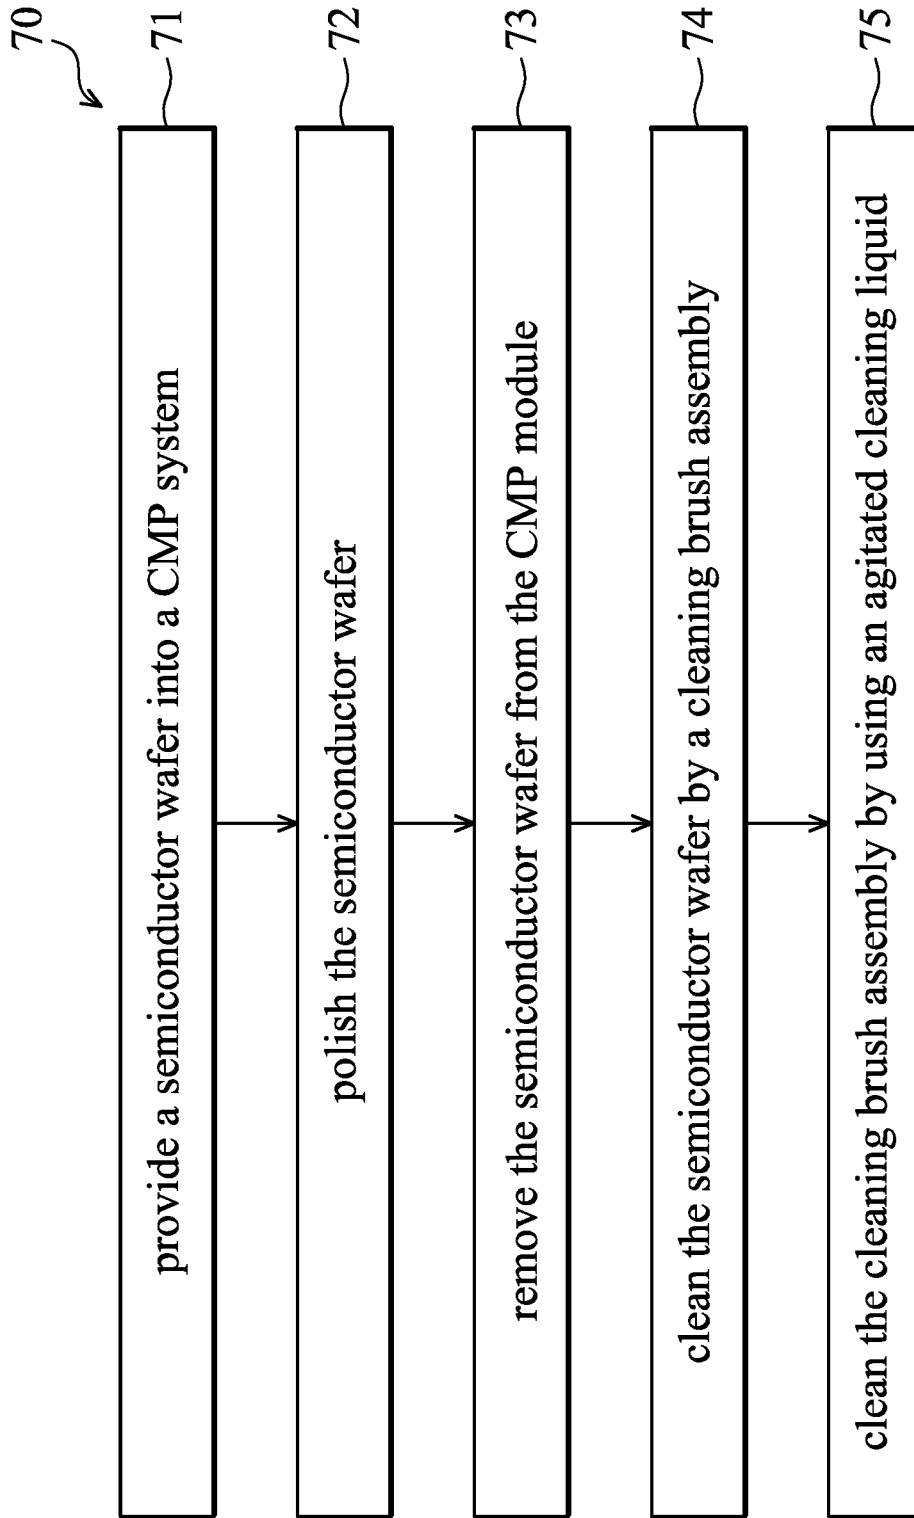 70
provide a semiconductor wafer into a CMP system
71
polish the semiconductor wafer
72
remove the semiconductor wafer from the CMP module
73
clean the semiconductor wafer by a cleaning brush assembly
74
clean the cleaning brush assembly by using an agitated cleaning liquid
75